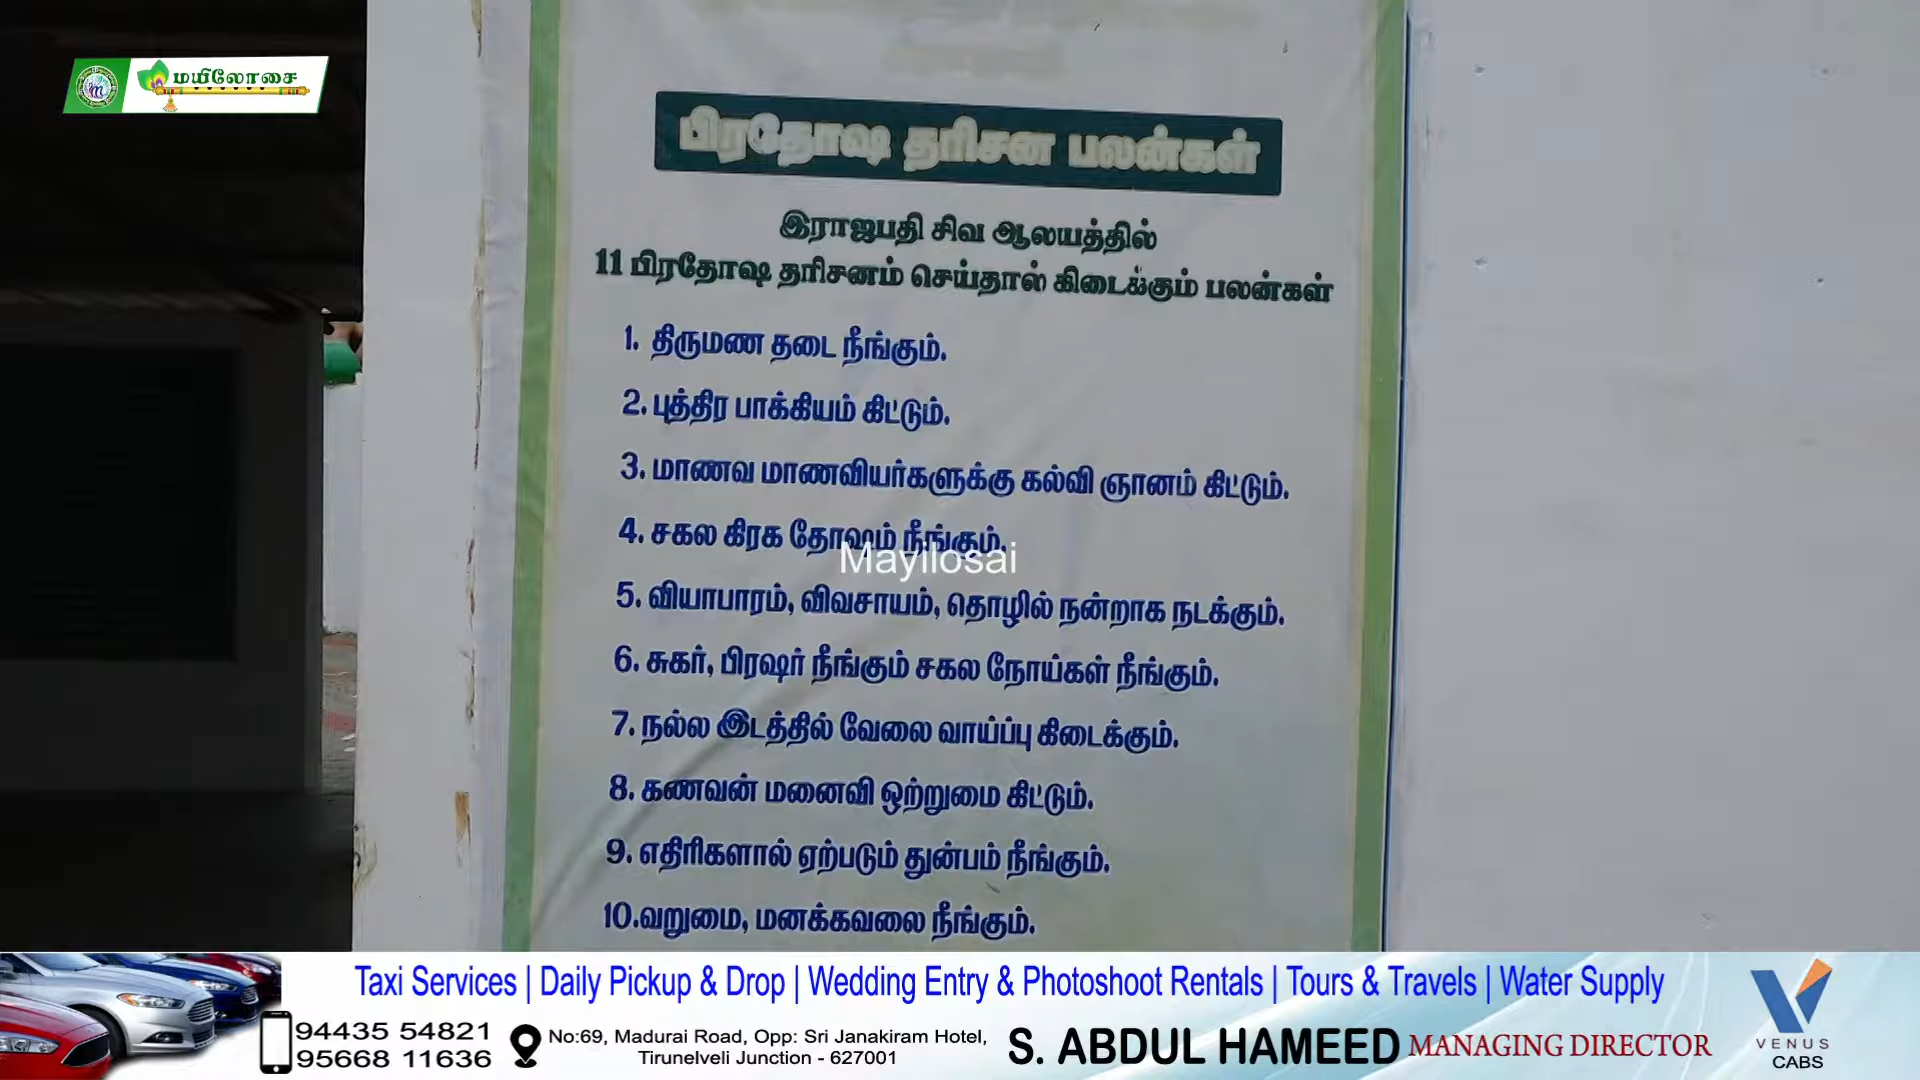 மயிலோசை
பிரதோஷ தரிசன பலன்கள்
இராஜபதி சிவ ஆலயத்தில்
11 பிரதோஷ தரிசனம் செய்தால் கிடைக்கும் பலன்கள்
1. திருமண தடை நீங்கும்.
2. புத்திர பாக்கியம் கிட்டும்.
3. மாணவ மாணவியர்களுக்கு கல்வி ஞானம் கிட்டும்.
4. சகல கிரக தோஷம் நீங்கும்.
Mayilosai
5. வியாபாரம், விவசாயம், தொழில் நன்றாக நடக்கும்.
6. சுகர், பிரஷர் நீங்கும் சகல நோய்கள் நீங்கும்.
7. நல்ல இடத்தில் வேலை வாய்ப்பு கிடைக்கும்.
8. கணவன் மனைவி ஒற்றுமை கிட்டும்.
9. எதிரிகளால் ஏற்படும் துன்பம் நீங்கும்.
10.வறுமை, மனக்கவலை நீங்கும்.
Taxi Services | Daily Pickup & Drop | Wedding Entry & Photoshoot Rentals | Tours & Travels | Water Supply
94435 54821
95668 11636
No:69, Madurai Road, Opp: Sri Janakiram Hotel,
Tirunelveli Junction - 627001
S. ABDUL HAMEED MANAGING DIRECTOR
VENUS
CABS